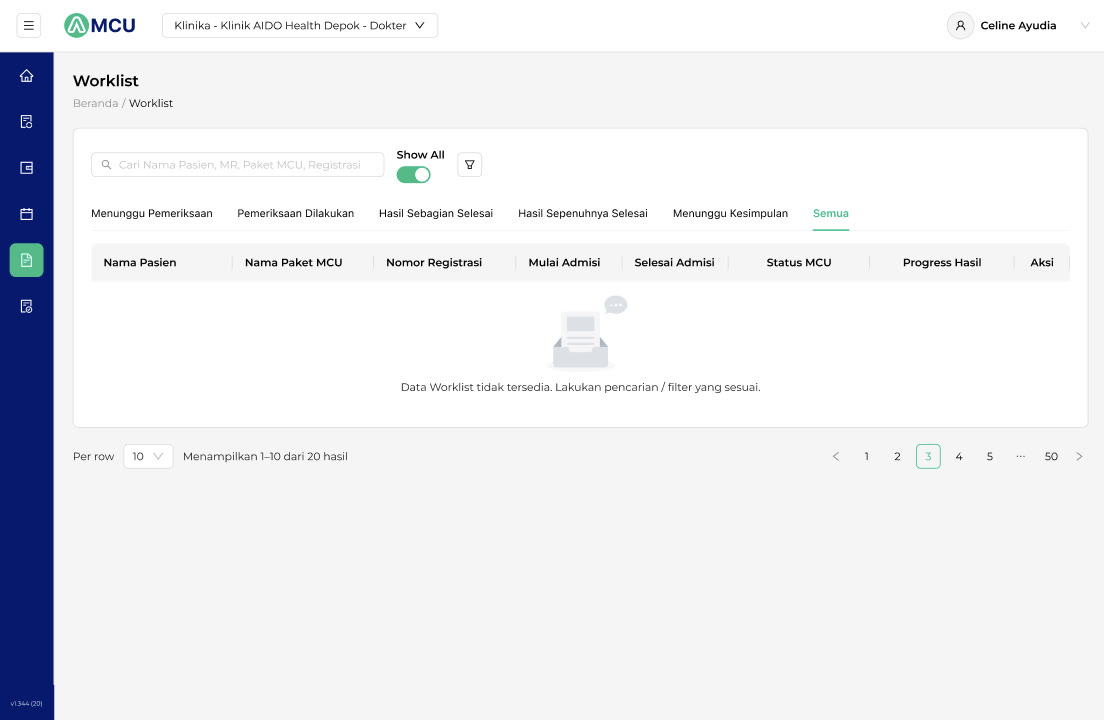 MCU
Klinika - Klinik AIDO Health Depok - Dokter
Celine Ayudia
Worklist
Beranda / Worklist
Cari Nama Pasien, MR, Paket MCU, Registrasi
Show All
Menunggu Pemeriksaan Pemeriksaan Dilakukan Hasil Sebagian Selesai Hasil Sepenuhnya Selesai Menunggu Kesimpulan Semua
Nama Pasien Nama Paket MCU Nomor Registrasi Mulai Admisi Selesai Admisi Status MCU Progress Hasil Aksi
Data Worklist tidak tersedia. Lakukan pencarian / filter yang sesuai.
Per row 10 Menampilkan 1–10 dari 20 hasil < 1 2 3 4 5 ··· 50 >
v1.344 (20)